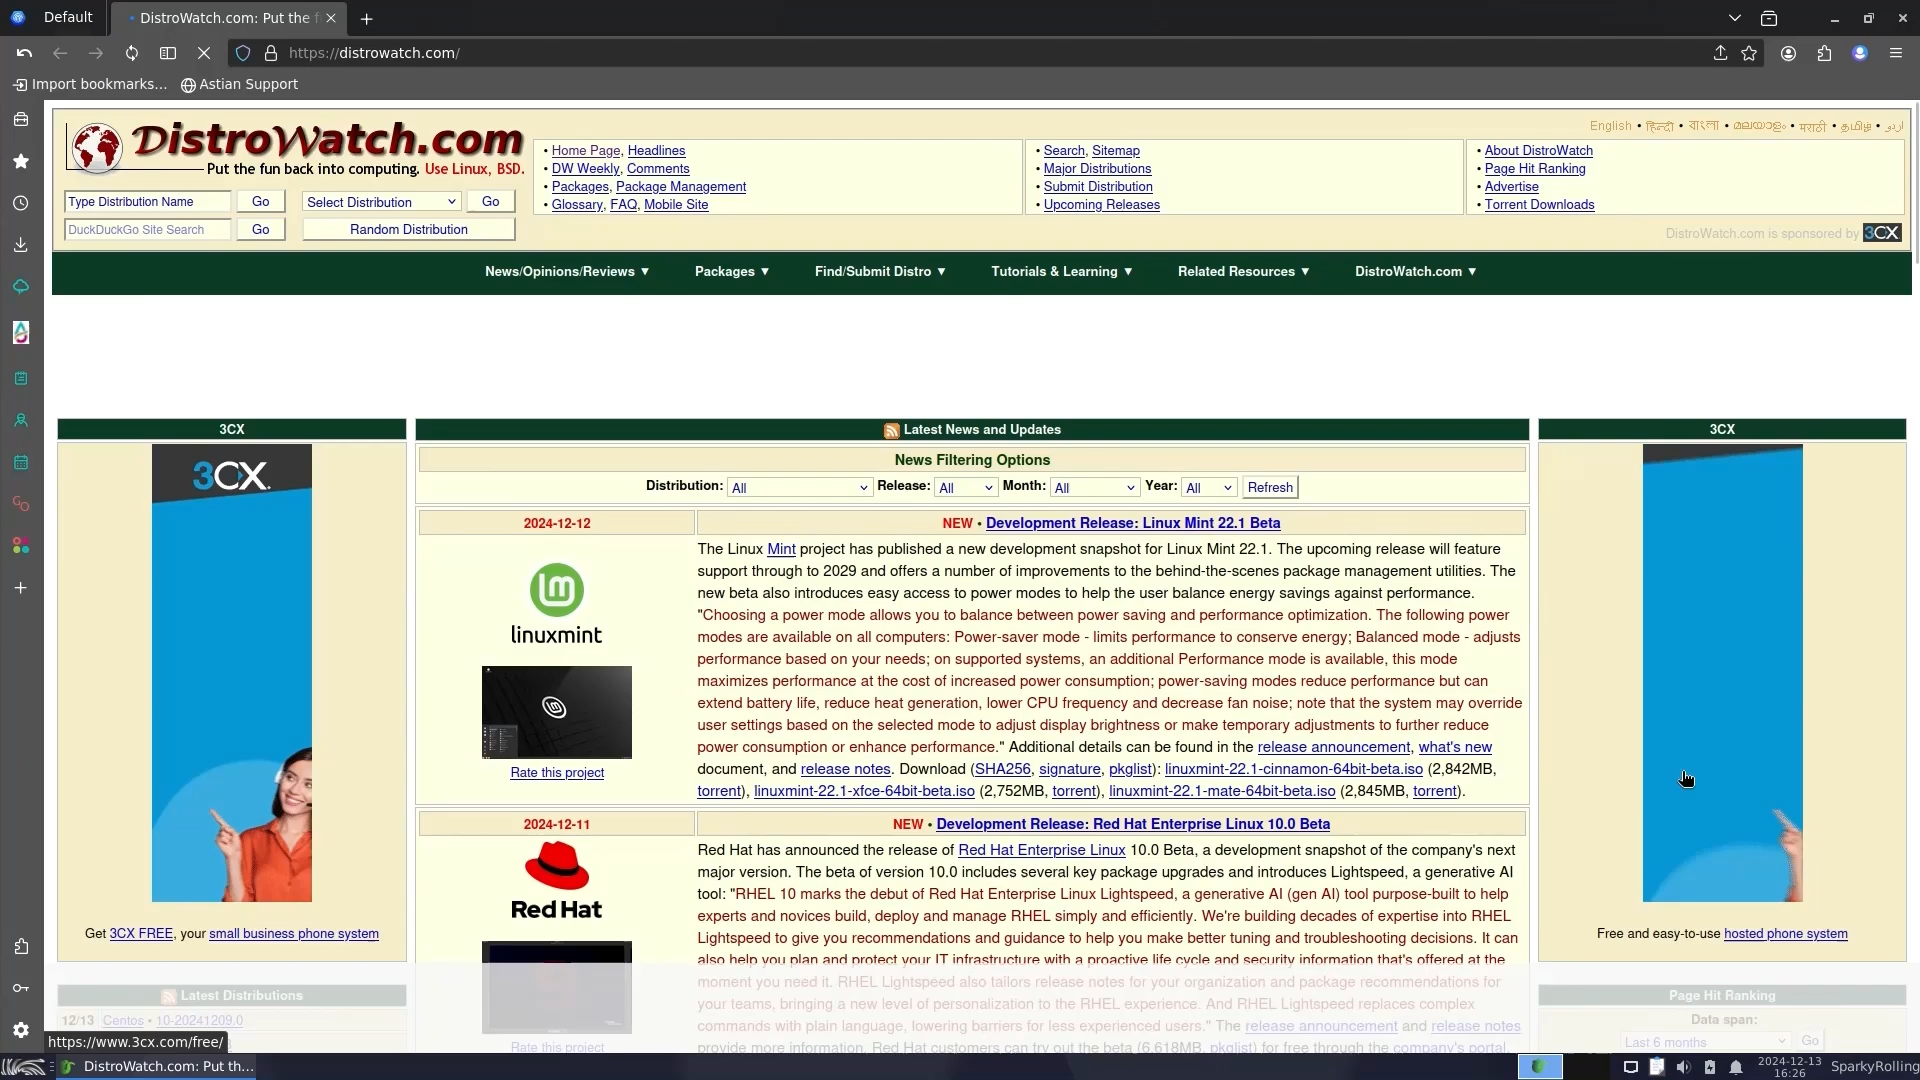 Default
DistroWatch.com: Put the f
https://distrowatch.com/
Import bookmarks...
Astian Support
DistroWatch.com
Put the fun back into computing. Use Linux, BSD.
Type Distribution Name Go Select Distribution Go
DuckDuckGo Site Search Go Random Distribution
• Home Page, Headlines
• DW Weekly, Comments
• Packages, Package Management
• Glossary, FAQ, Mobile Site
• Search, Sitemap
• Major Distributions
• Submit Distribution
• Upcoming Releases
English • हिन्दी • বাংলা • മലയാളം • मराठी • தமிழ் • اردو
• About DistroWatch
• Page Hit Ranking
• Advertise
• Torrent Downloads
DistroWatch.com is sponsored by 3CX
News/Opinions/Reviews ▼ Packages ▼ Find/Submit Distro ▼ Tutorials & Learning ▼ Related Resources ▼ DistroWatch.com ▼
3CX
3CX.
Get 3CX FREE, your small business phone system
Latest Distributions
12/13 Centos • 10-20241209.0
Latest News and Updates
News Filtering Options
Distribution: All Release: All Month: All Year: All Refresh
2024-12-12
NEW • Development Release: Linux Mint 22.1 Beta
linuxmint
Rate this project
The Linux Mint project has published a new development snapshot for Linux Mint 22.1. The upcoming release will feature
support through to 2029 and offers a number of improvements to the behind-the-scenes package management utilities. The
new beta also introduces easy access to power modes to help the user balance energy savings against performance.
"Choosing a power mode allows you to balance between power saving and performance optimization. The following power
modes are available on all computers: Power-saver mode - limits performance to conserve energy; Balanced mode - adjusts
performance based on your needs; on supported systems, an additional Performance mode is available, this mode
maximizes performance at the cost of increased power consumption; power-saving modes reduce performance but can
extend battery life, reduce heat generation, lower CPU frequency and decrease fan noise; note that the system may override
user settings based on the selected mode to adjust display brightness or make temporary adjustments to further reduce
power consumption or enhance performance." Additional details can be found in the release announcement, what's new
document, and release notes. Download (SHA256, signature, pkglist): linuxmint-22.1-cinnamon-64bit-beta.iso (2,842MB,
torrent), linuxmint-22.1-xfce-64bit-beta.iso (2,752MB, torrent), linuxmint-22.1-mate-64bit-beta.iso (2,845MB, torrent).
2024-12-11
NEW • Development Release: Red Hat Enterprise Linux 10.0 Beta
Red Hat
Rate this project
Red Hat has announced the release of Red Hat Enterprise Linux 10.0 Beta, a development snapshot of the company's next
major version. The beta of version 10.0 includes several key package upgrades and introduces Lightspeed, a generative AI
tool: "RHEL 10 marks the debut of Red Hat Enterprise Linux Lightspeed, a generative AI (gen AI) tool purpose-built to help
experts and novices build, deploy and manage RHEL simply and efficiently. We're building decades of expertise into RHEL
Lightspeed to give you recommendations and guidance to help you make better tuning and troubleshooting decisions. It can
also help you plan and protect your IT infrastructure with a proactive life cycle and security information that's offered at the
moment you need it. RHEL Lightspeed also tailors release notes for your organization and package recommendations for
your teams, bringing a new level of personalization to the RHEL experience. And RHEL Lightspeed replaces complex
commands with plain language, lowering barriers for less experienced users." The release announcement and release notes
provide more information. Red Hat customers can try out the beta (6,618MB, pkglist) for free through the company's portal.
3CX
Free and easy-to-use hosted phone system
Page Hit Ranking
Data span:
Last 6 months Go
https://www.3cx.com/free/
DistroWatch.com: Put th...
2024-12-13
16:26
SparkyRolling